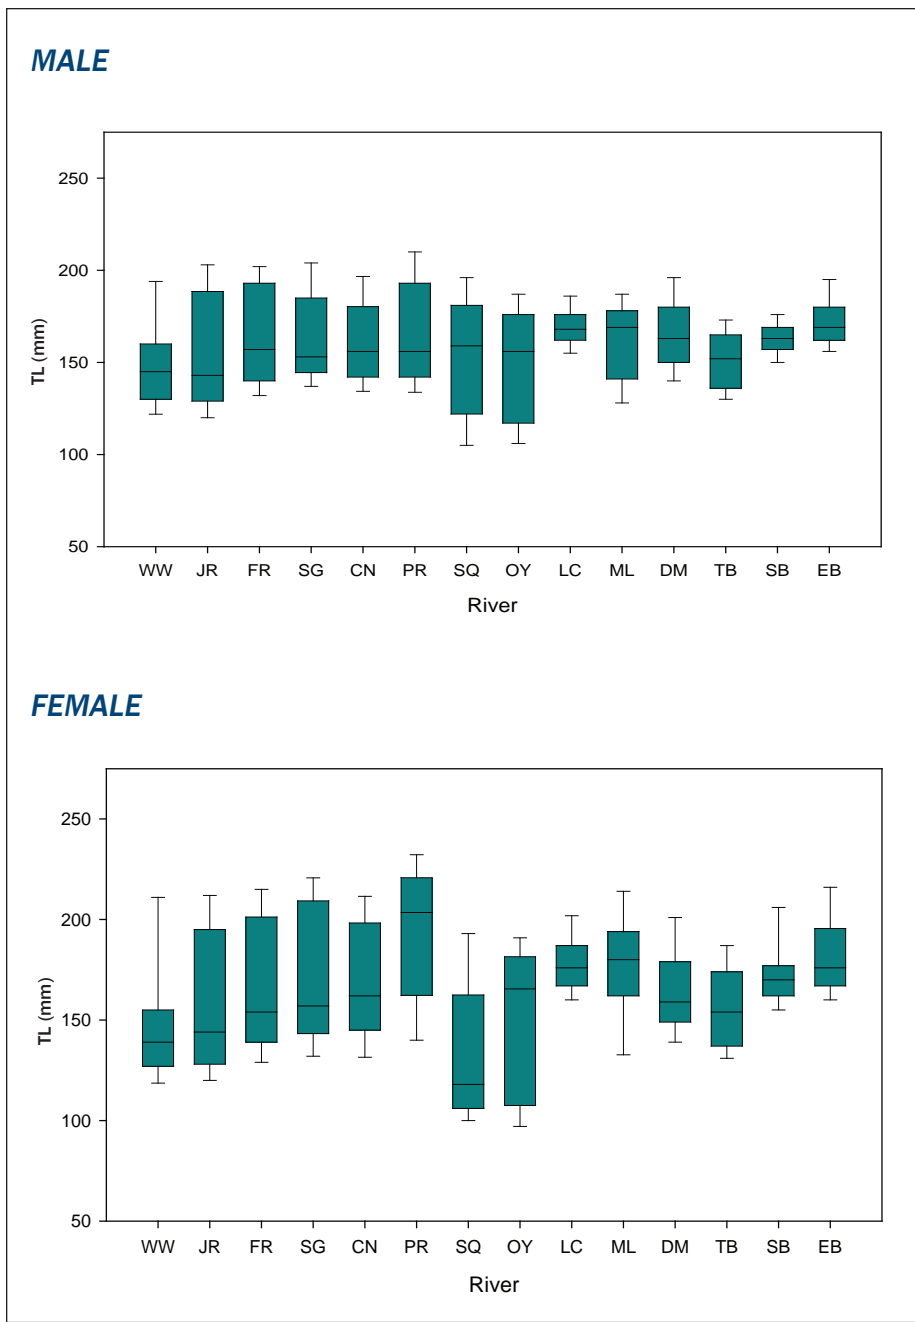 MALE
250
200
150
100
50
TL (mm)
WW JR FR SG CN PR SQ OY LC ML DM TB SB EB
River
FEMALE
250
200
150
100
50
TL (mm)
WW JR FR SG CN PR SQ OY LC ML DM TB SB EB
River